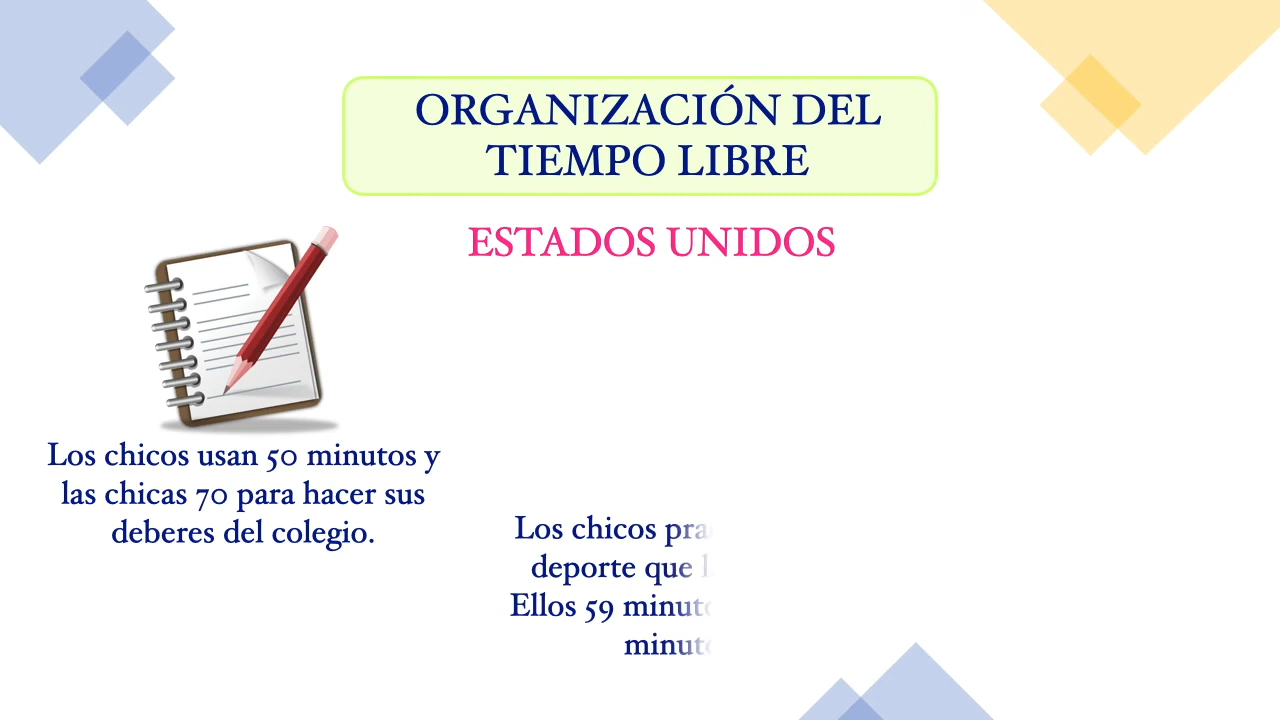 ORGANIZACIÓN DEL
TIEMPO LIBRE
ESTADOS UNIDOS
Los chicos usan 50 minutos y
las chicas 70 para hacer sus
deberes del colegio.
Los chicos
deporte que
Ellos 59